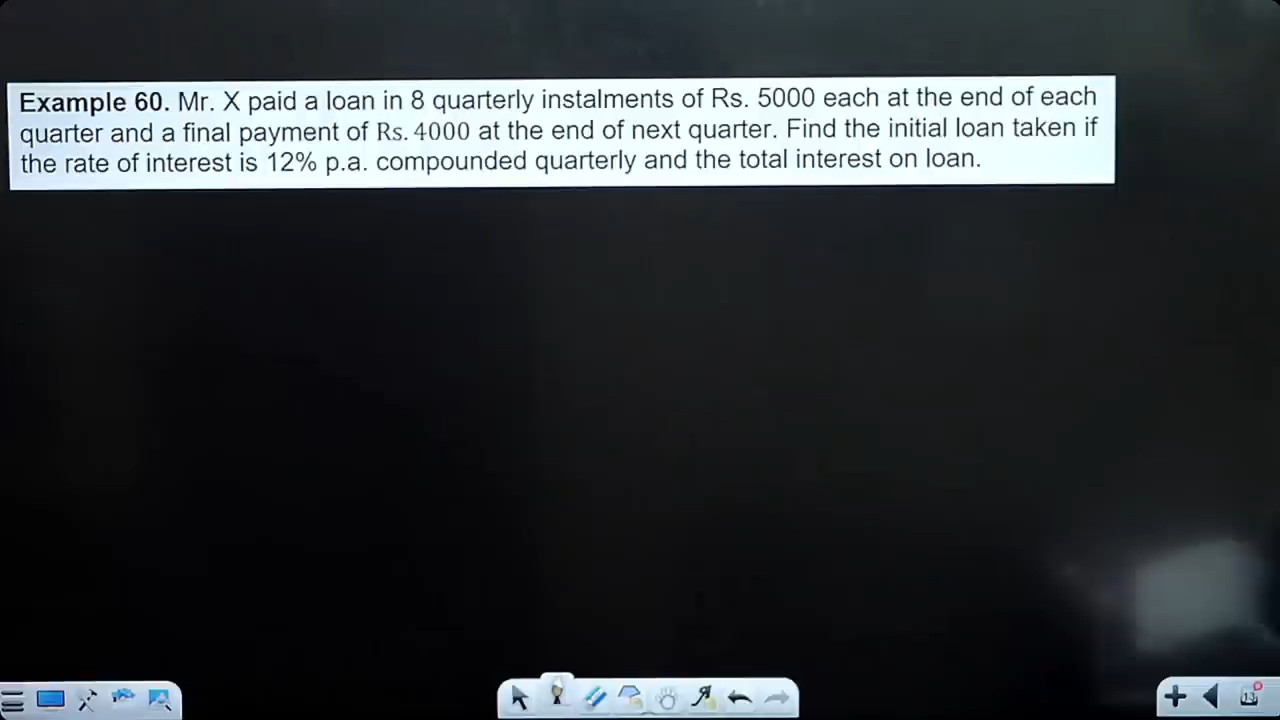 Example 60. Mr. X paid a loan in 8 quarterly instalments of Rs. 5000 each at the end of each
quarter and a final payment of Rs. 4000 at the end of next quarter. Find the initial loan taken if
the rate of interest is 12% p.a. compounded quarterly and the total interest on loan.
13